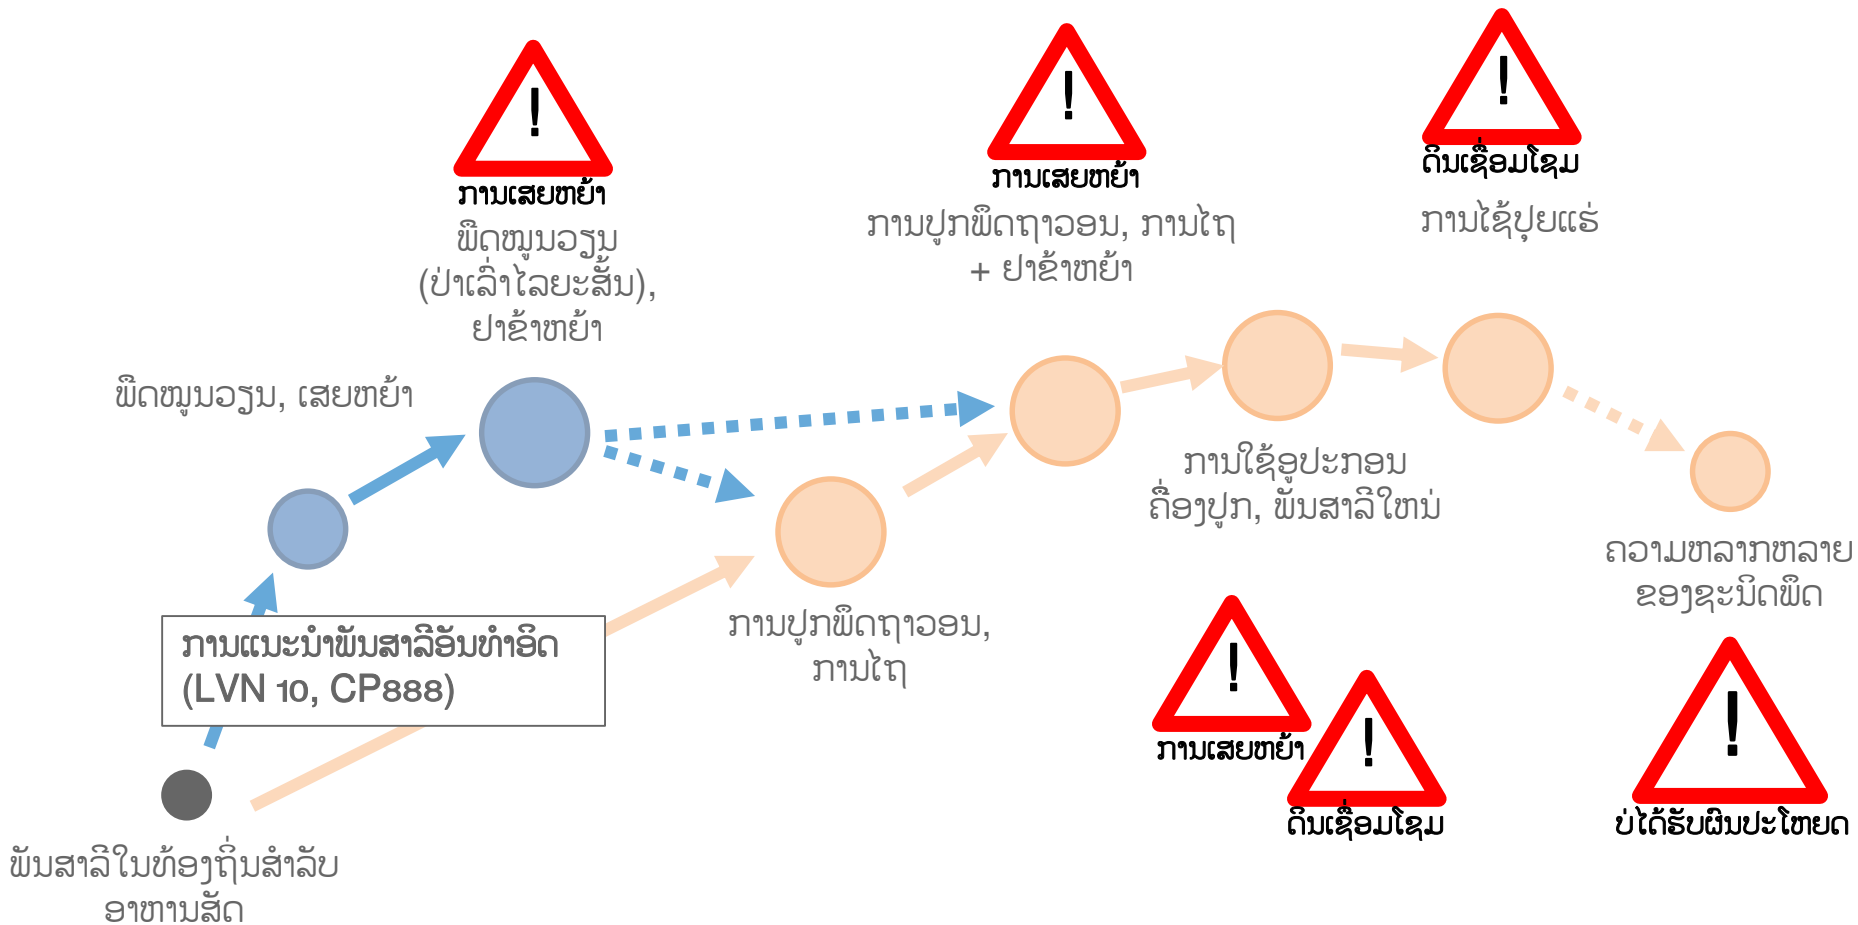 ການເສຍຫຍ້າ
ພືດໝູນວຽນ
(ປ່າເລົ່າໄລຍະສັ້ນ),
ຢາຂ້າຫຍ້າ
ການເສຍຫຍ້າ
ການປູກພຶດຖາວອນ, ການໄຖ
+ ຢາຂ້າຫຍ້າ
ດິນເຊື່ອມໂຊມ
ການໄຊ້ປຸຍແຮ່
ພືດໝູນວຽນ, ເສຍຫຍ້າ
ການໃຊ້ອູປະກອນ
ຄື່ອງປູກ, ພັນສາລີໃຫນ່
ຄວາມຫລາກຫລາຍ
ຂອງຊະນິດພຶດ
ການປູກພຶດຖາວອນ,
ການໄຖ
ການແນະນຳພັນສາລີອັນທຳອິດ
(LVN 10, CP888)
ການເສຍຫຍ້າ
ດິນເຊື່ອມໂຊມ
ບ່ໄດ້ຮັບຜົນປະໂຫຍດ
ພັນສາລີໃນທ້ອງຖິ່ນສຳລັບ
ອາຫານສັດ